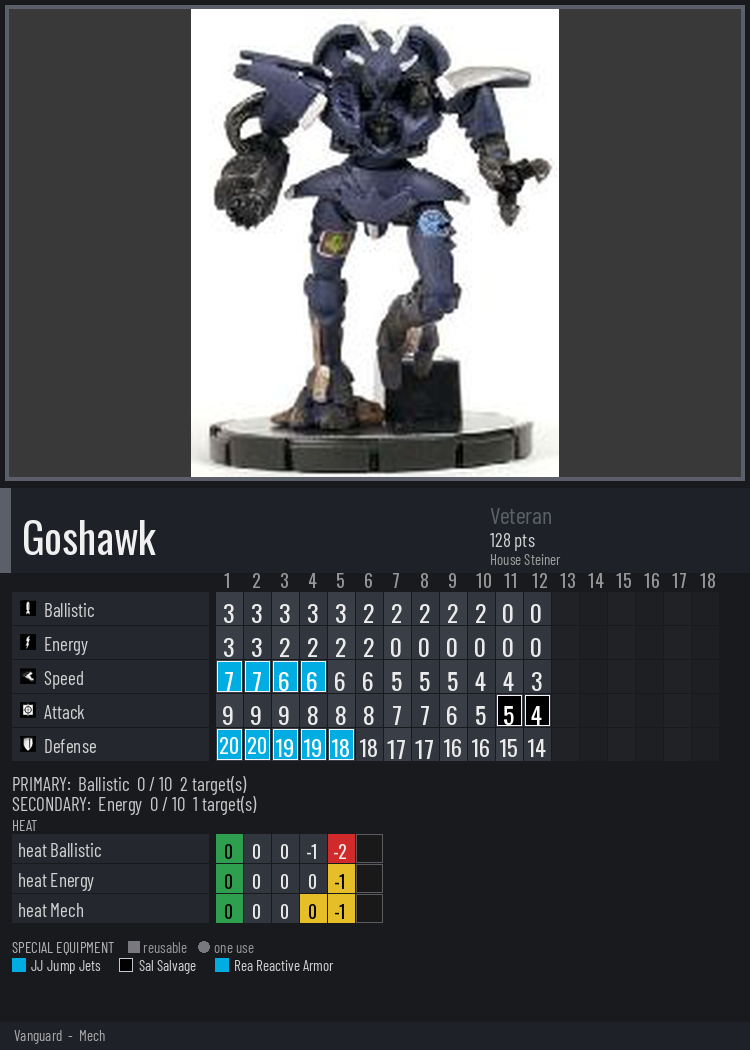 Goshawk
Veteran
128 pts
House Steiner
1 2 3 4 5 6 7 8 9 10 11 12 13 14 15 16 17 18
Ballistic 3 3 3 3 3 2 2 2 2 2 0 0
Energy 3 3 2 2 2 2 0 0 0 0 0 0
Speed 7 7 6 6 6 6 5 5 5 4 4 3
Attack 9 9 9 8 8 8 7 7 6 5 5 4
Defense 20 20 19 19 18 18 17 17 16 16 15 14
PRIMARY: Ballistic 0 / 10 2 target(s)
SECONDARY: Energy 0 / 10 1 target(s)
HEAT
heat Ballistic 0 0 0 -1 -2
heat Energy 0 0 0 0 -1
heat Mech 0 0 0 0 -1
SPECIAL EQUIPMENT reusable one use
JJ Jump Jets Sal Salvage Rea Reactive Armor
Vanguard - Mech